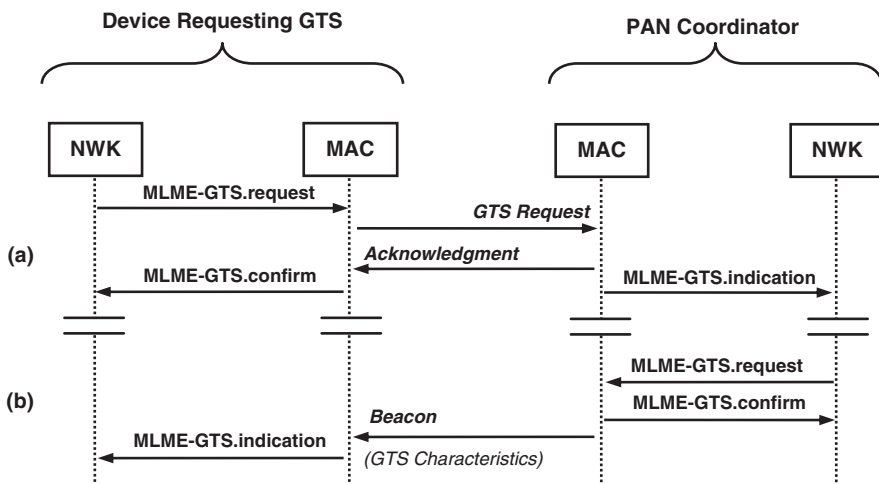 Device Requesting GTS
PAN Coordinator
NWK
MAC
MAC
NWK
MLME-GTS.request
GTS Request
(a)
Acknowledgment
MLME-GTS.confirm
MLME-GTS.indication
MLME-GTS.request
(b)
MLME-GTS.confirm
Beacon
MLME-GTS.indication
(GTS Characteristics)